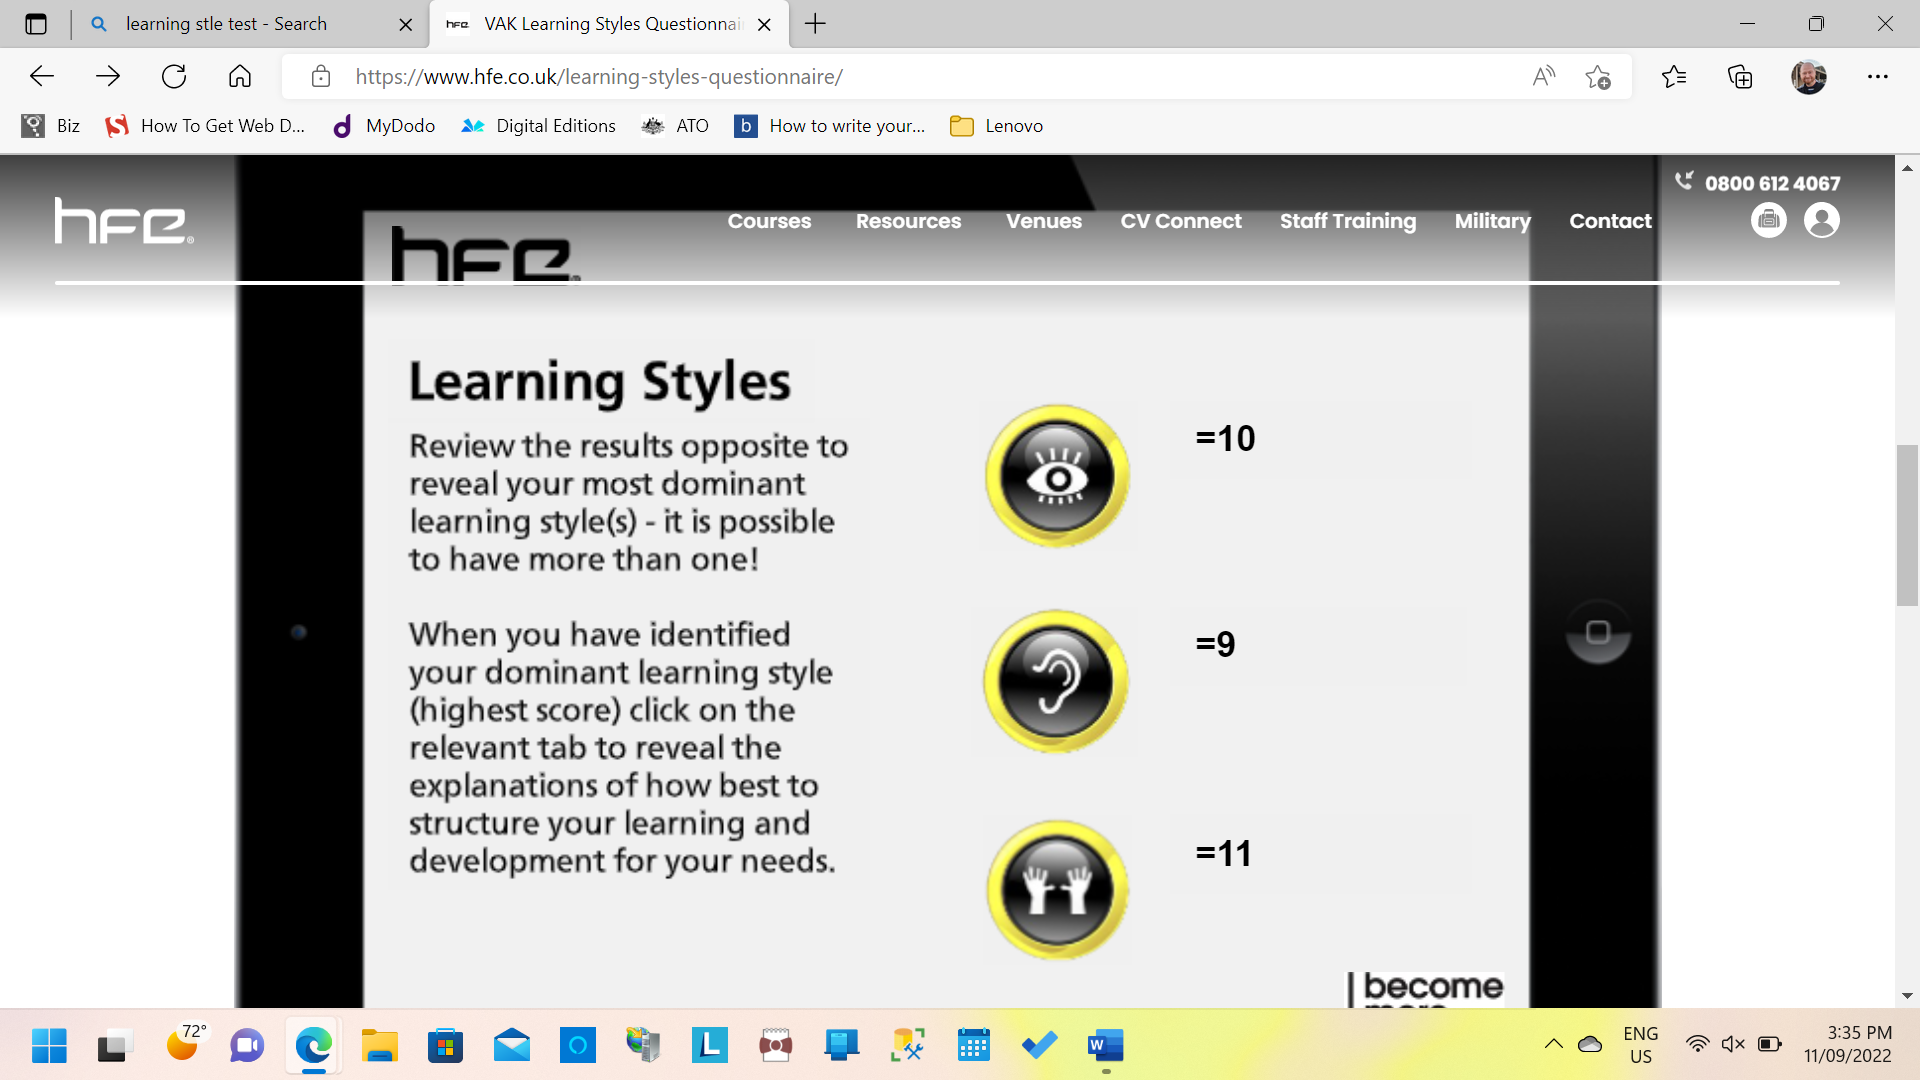 learning stle test - Search
hfe. VAK Learning Styles Questionnai
https://www.hfe.co.uk/learning-styles-questionnaire/
Biz How To Get Web D... MyDodo Digital Editions ATO b How to write your... Lenovo
0800 612 4067
hfe®
Courses Resources Venues CV Connect Staff Training Military Contact
hfe
Learning Styles
Review the results opposite to
reveal your most dominant
learning style(s) - it is possible
to have more than one!
When you have identified
your dominant learning style
(highest score) click on the
relevant tab to reveal the
explanations of how best to
structure your learning and
development for your needs.
=10
=9
=11
become
more
72°
L
W
ENG
US
3:35 PM
11/09/2022